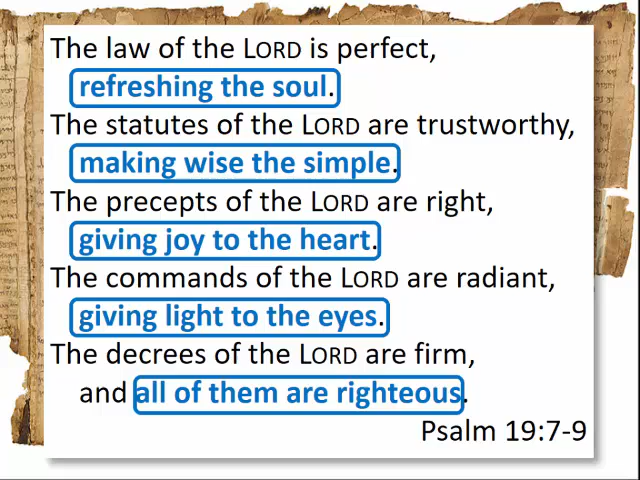 The law of the LORD is perfect,
refreshing the soul.
The statutes of the LORD are trustworthy,
making wise the simple.
The precepts of the LORD are right,
giving joy to the heart.
The commands of the LORD are radiant,
giving light to the eyes.
The decrees of the LORD are firm,
and all of them are righteous.
Psalm 19:7-9